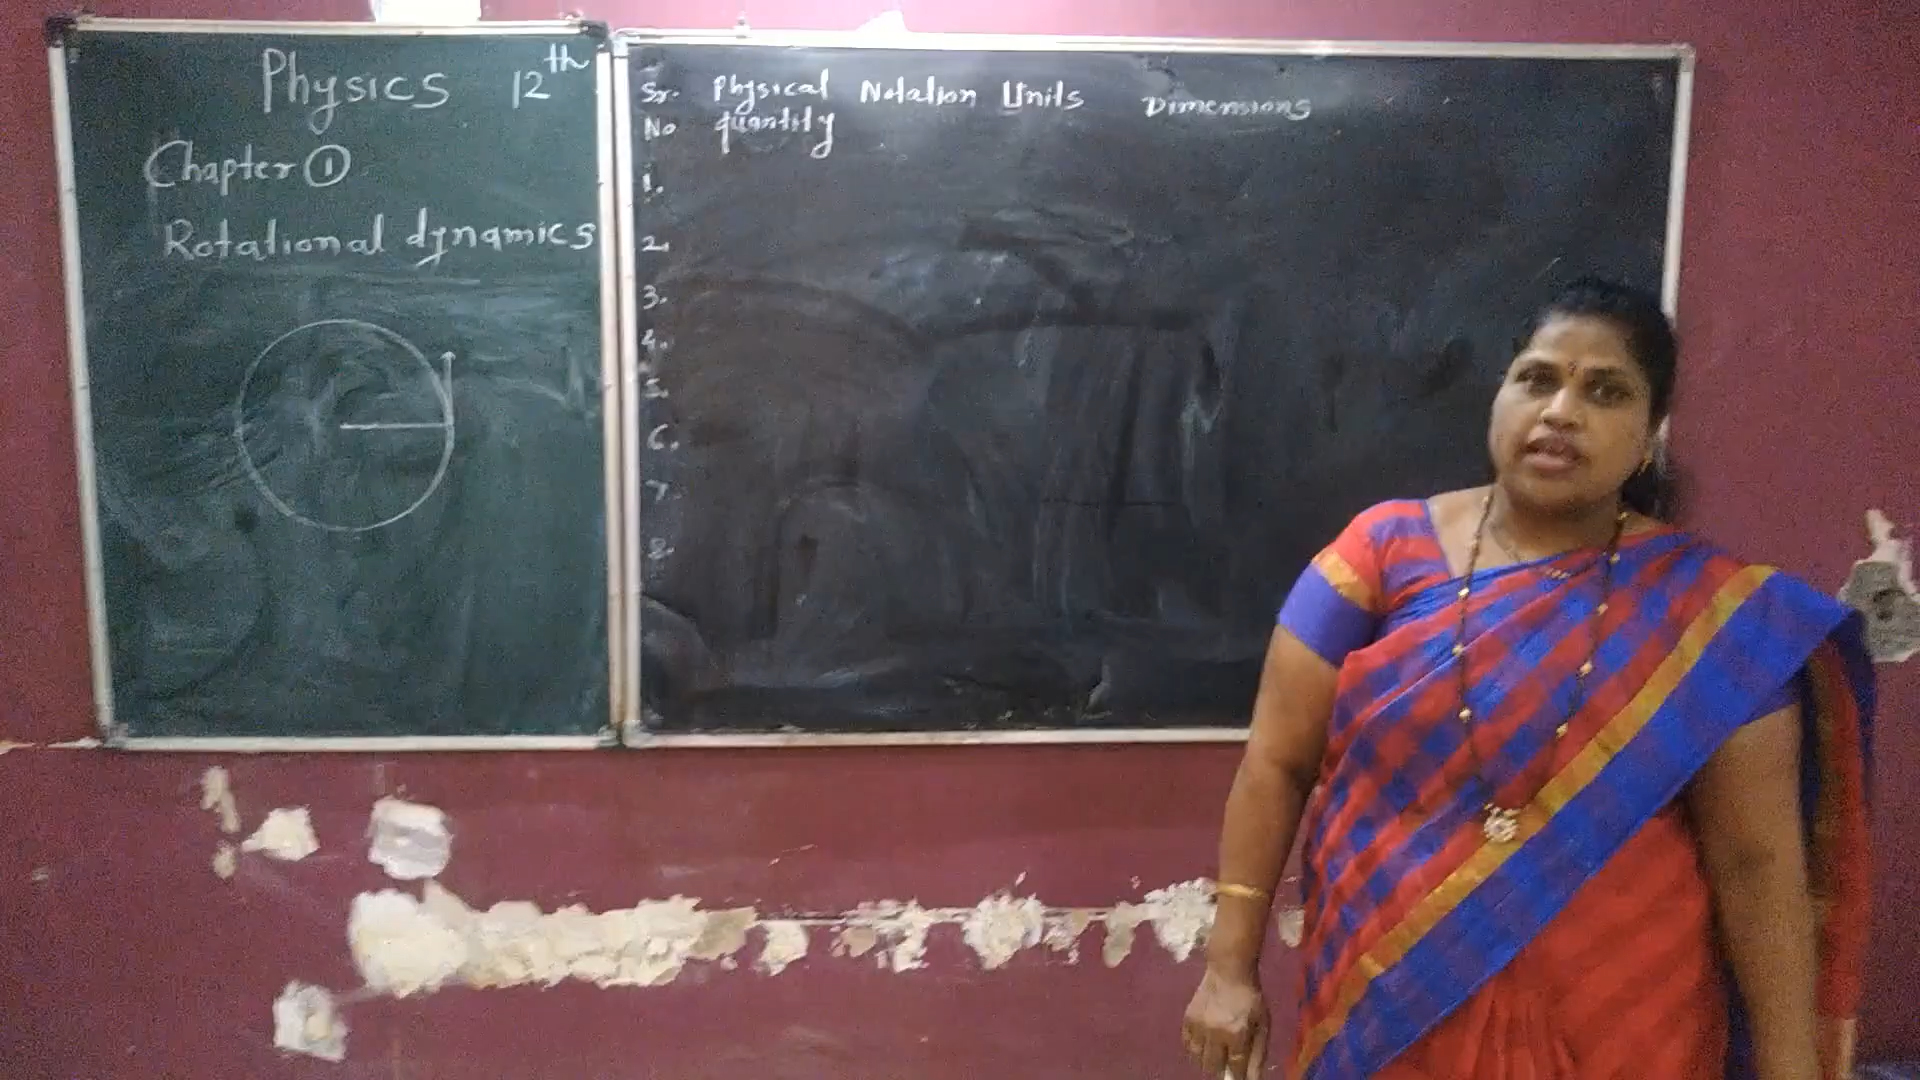 Physics 12th
Chapter ①
Rotational dynamics
Sr. Physical Notation Units Dimensions
No quantity
1.
2.
3.
4.
5.
6.
7.
8.